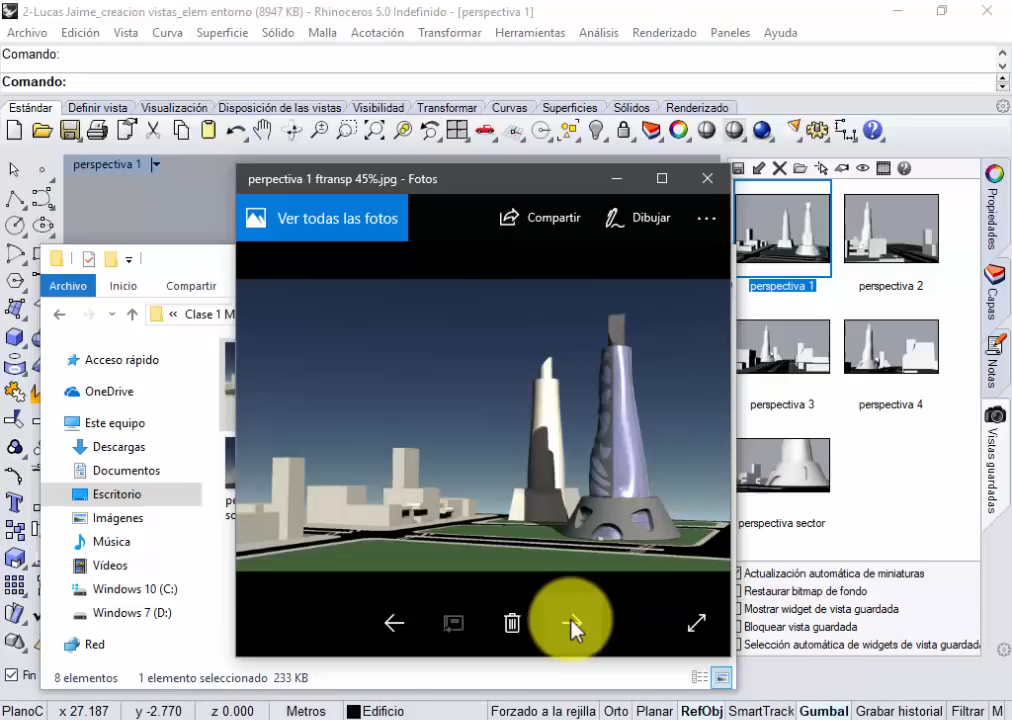 2-Lucas Jaime_creacion vistas_elem entorno (8947 KB) - Rhinoceros 5.0 Indefinido - [perspectiva 1]
Archivo Edición Vista Curva Superficie Sólido Malla Acotación Transformar Herramientas Análisis Renderizado Paneles Ayuda
Comando:
Comando:
Estándar Definir vista Visualización Disposición de las vistas Visibilidad Transformar Curvas Superficies Sólidos Renderizado
perspectiva 1
perpectiva 1 ftransp 45%.jpg - Fotos
Ver todas las fotos Compartir Dibujar
Archivo Inicio Compartir
« Clase 1 M
Acceso rápido
OneDrive
Este equipo
Descargas
Documentos
Escritorio
Imágenes
Música
Vídeos
Windows 10 (C:)
Windows 7 (D:)
Red
8 elementos 1 elemento seleccionado 233 KB
perspectiva 1 perspectiva 2
perspectiva 3 perspectiva 4
perspectiva sector
Actualización automática de miniaturas
Restaurar bitmap de fondo
Mostrar widget de vista guardada
Bloquear vista guardada
Selección automática de widgets de vista guardada
Propiedades
Capas
Notas
Vistas guardadas
Fin
PlanoC x 27.187 y -2.770 z 0.000 Metros Edificio Forzado a la rejilla Orto Planar RefObj SmartTrack Gumball Grabar historial Filtrar M